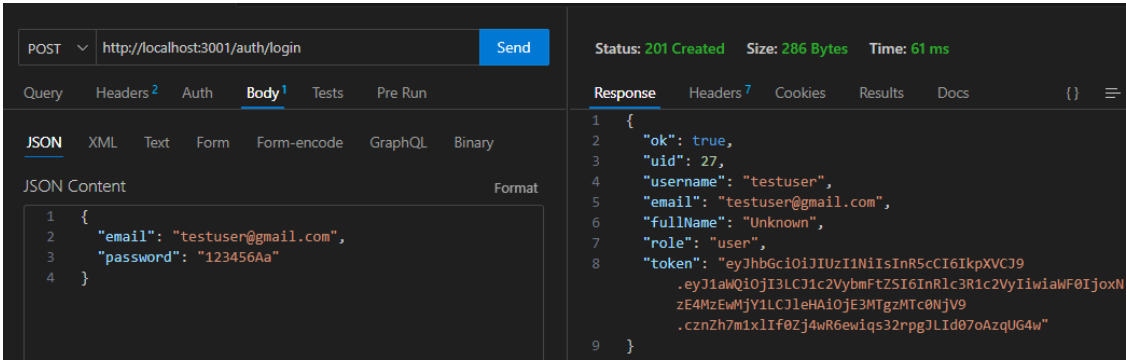 POST http://localhost:3001/auth/login Send
Query Headers 2 Auth Body 1 Tests Pre Run
JSON XML Text Form Form-encode GraphQL Binary
JSON Content Format
1 {
2 "email": "testuser@gmail.com",
3 "password": "123456Aa"
4 }
Status: 201 Created Size: 286 Bytes Time: 61 ms
Response Headers 7 Cookies Results Docs {}
1 {
2 "ok": true,
3 "uid": 27,
4 "username": "testuser",
5 "email": "testuser@gmail.com",
6 "fullName": "Unknown",
7 "role": "user",
8 "token": "eyJhbGciOiJIUzI1NiIsInR5cCI6IkpXVCJ9
.eyJ1aWQiOjI3LCJ1c2VybmFtZSI6InRlc3R1c2VyIiwiaWF0IjoxN
zE4MzEwMjY1LCJleHAiOjE3MTgzMTc0NjV9
.cznZh7m1xlIf0Zj4wR6ewiqs32rpgJLId07oAzqUG4w"
9 }